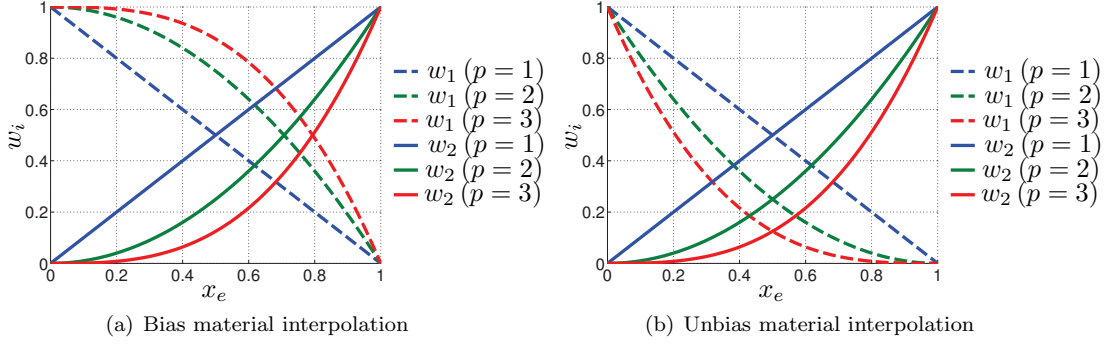 1
0.8
0.6
0.4
0.2
0
w_i
0 0.2 0.4 0.6 0.8 1
x_e
w_1 (p = 1)
w_1 (p = 2)
w_1 (p = 3)
w_2 (p = 1)
w_2 (p = 2)
w_2 (p = 3)
(a) Bias material interpolation
1
0.8
0.6
0.4
0.2
0
w_i
0 0.2 0.4 0.6 0.8 1
x_e
w_1 (p = 1)
w_1 (p = 2)
w_1 (p = 3)
w_2 (p = 1)
w_2 (p = 2)
w_2 (p = 3)
(b) Unbias material interpolation